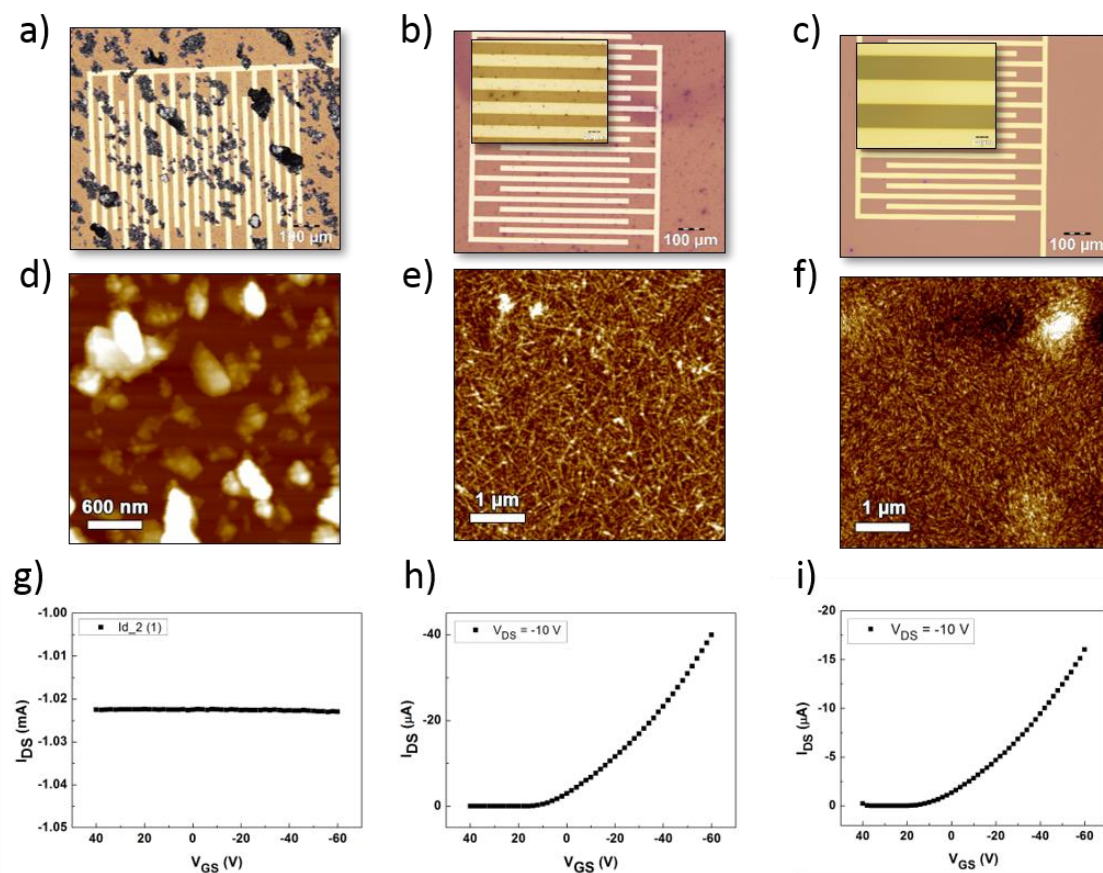 a)
b)
c)
100 µm
100 µm
100 µm
d)
e)
f)
600 nm
1 µm
1 µm
g)
h)
i)
-1.00
-1.01
-1.02
-1.03
-1.04
-1.05
I_DS (mA)
Id_2 (1)
40 20 0 -20 -40 -60
V_GS (V)
-40
-20
0
I_DS (µA)
V_DS = -10 V
40 20 0 -20 -40 -60
V_GS (V)
-20
-15
-10
-5
0
I_DS (µA)
V_DS = -10 V
40 20 0 -20 -40 -60
V_GS (V)